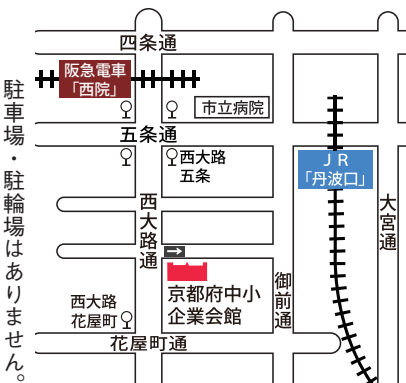 四条通
阪急電車
「西院」
市立病院
五条通
西大路
五条
JR
「丹波口」
西大路通
大宮通
京都府中小
企業会館
御前通
西大路
花屋町
花屋町通
駐車場・駐輪場はありません。